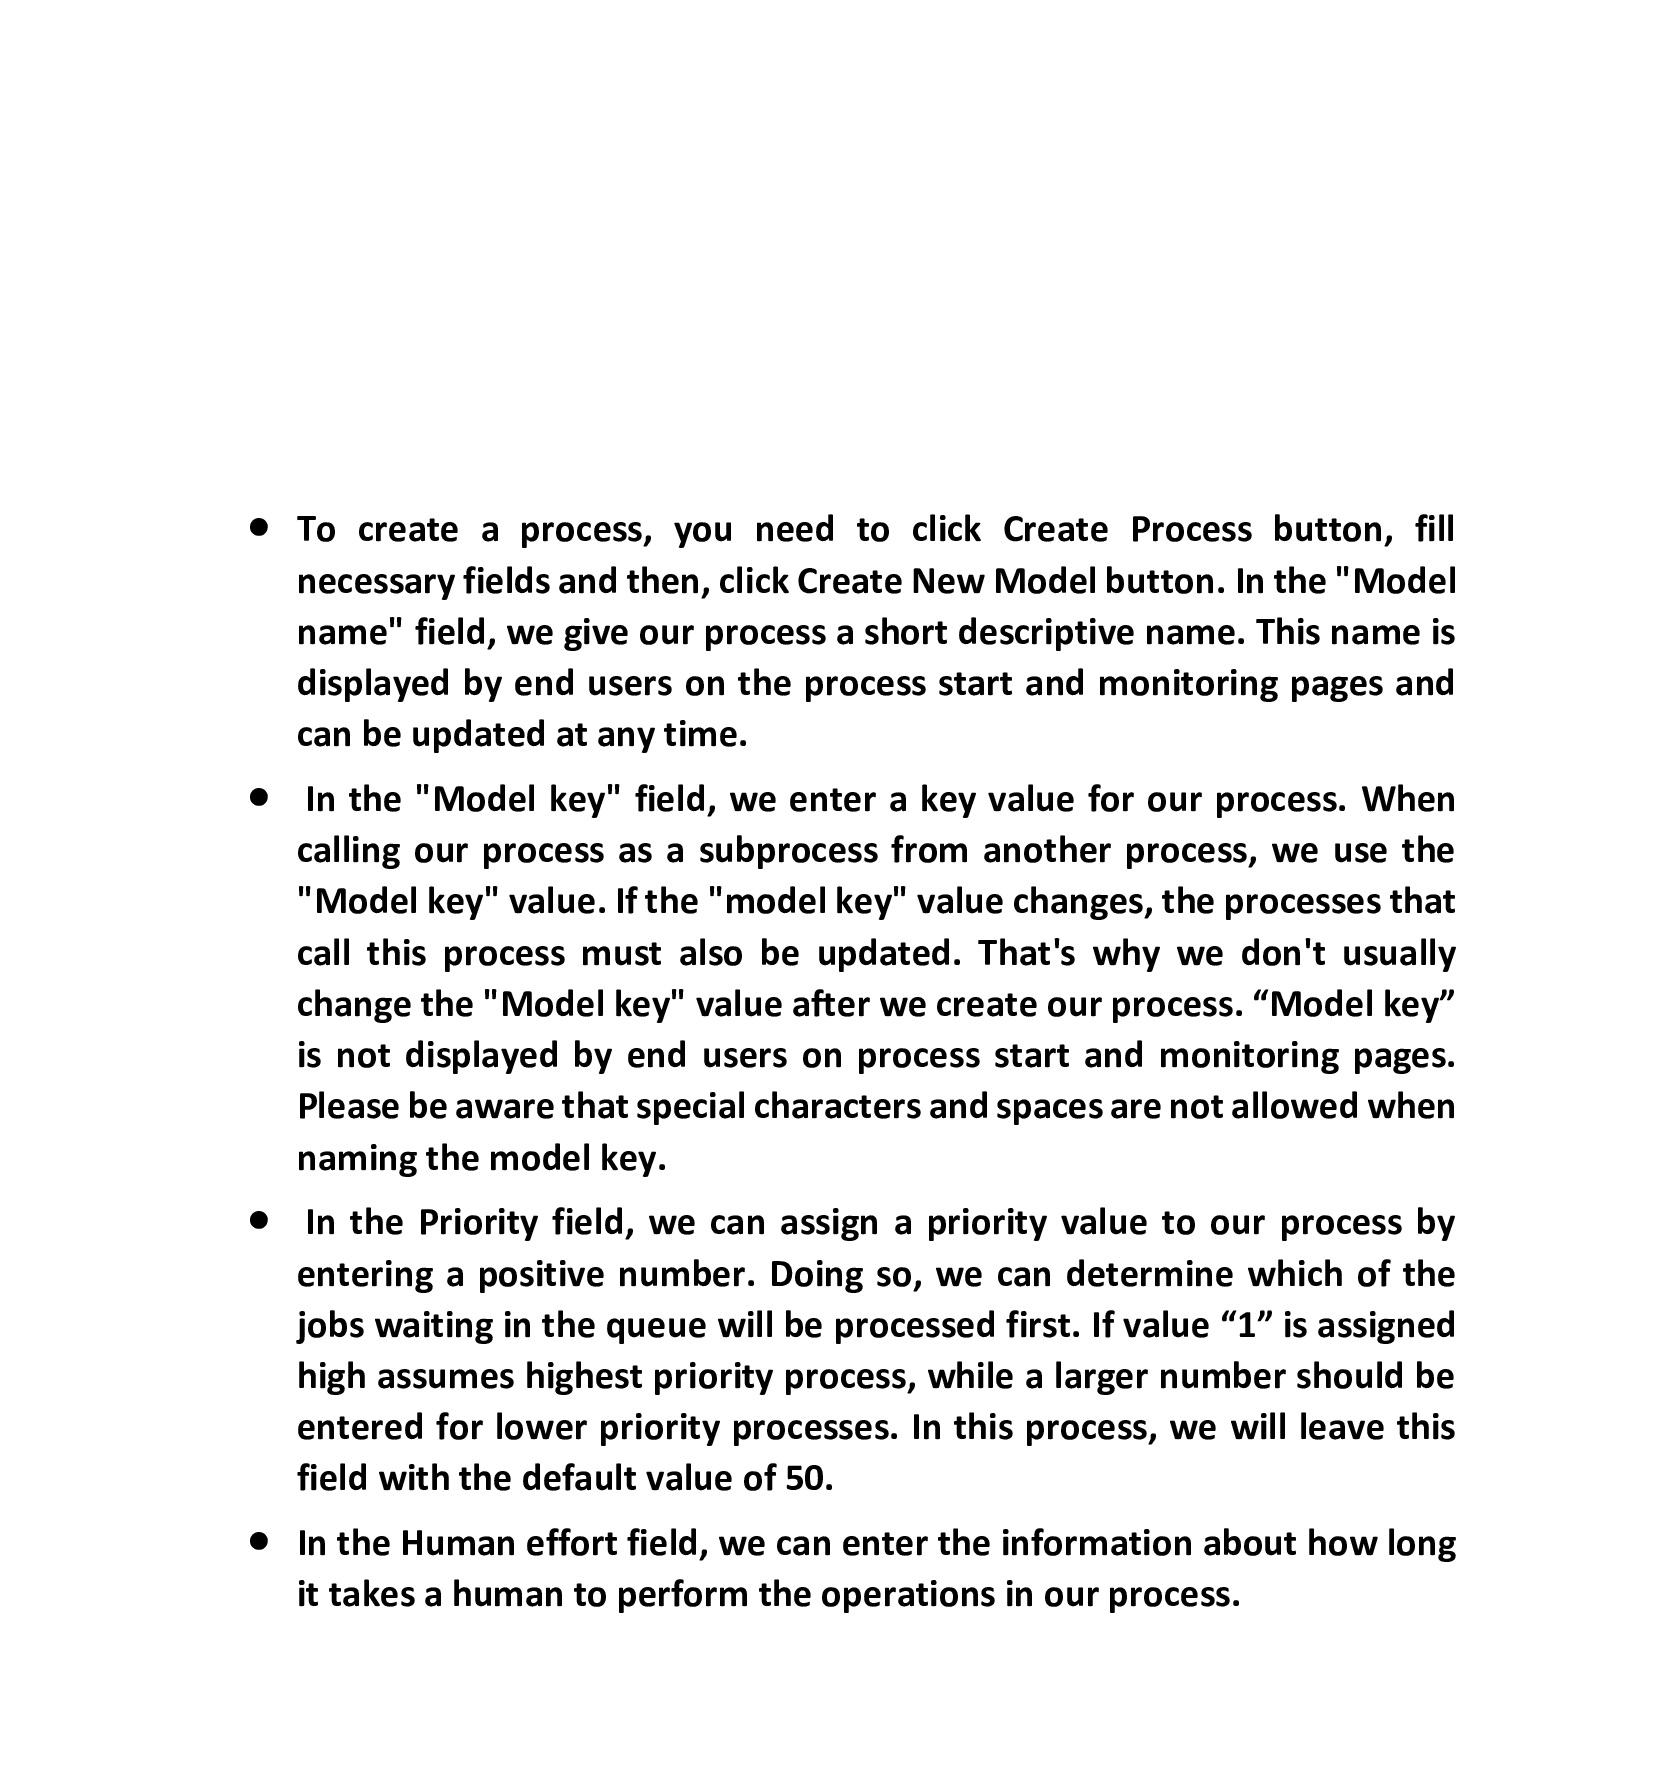 ● To create a process, you need to click Create Process button, fill
necessary fields and then, click Create New Model button. In the "Model
name" field, we give our process a short descriptive name. This name is
displayed by end users on the process start and monitoring pages and
can be updated at any time.
● In the "Model key" field, we enter a key value for our process. When
calling our process as a subprocess from another process, we use the
"Model key" value. If the "model key" value changes, the processes that
call this process must also be updated. That's why we don't usually
change the "Model key" value after we create our process. “Model key”
is not displayed by end users on process start and monitoring pages.
Please be aware that special characters and spaces are not allowed when
naming the model key.
● In the Priority field, we can assign a priority value to our process by
entering a positive number. Doing so, we can determine which of the
jobs waiting in the queue will be processed first. If value “1” is assigned
high assumes highest priority process, while a larger number should be
entered for lower priority processes. In this process, we will leave this
field with the default value of 50.
● In the Human effort field, we can enter the information about how long
it takes a human to perform the operations in our process.